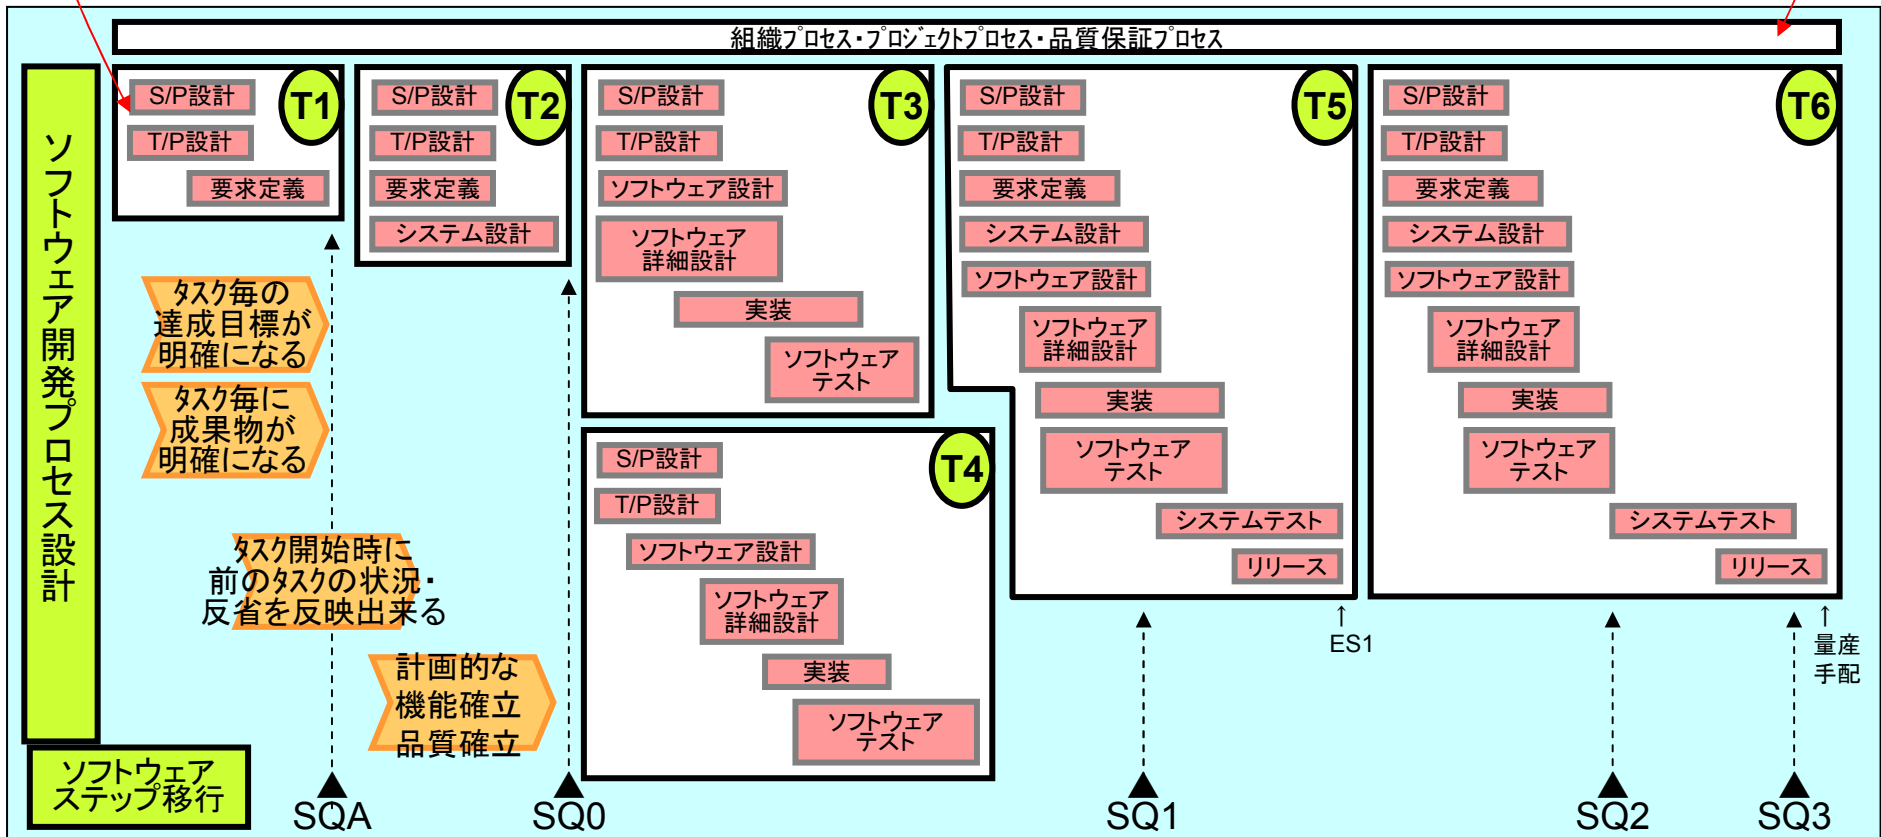 組織プロセス・プロジェクトプロセス・品質保証プロセス
ソフトウェア開発プロセス設計
T1
S/P設計
T/P設計
要求定義
T2
S/P設計
T/P設計
要求定義
システム設計
T3
S/P設計
T/P設計
ソフトウェア設計
ソフトウェア
詳細設計
実装
ソフトウェア
テスト
T4
S/P設計
T/P設計
ソフトウェア設計
ソフトウェア
詳細設計
実装
ソフトウェア
テスト
T5
S/P設計
T/P設計
要求定義
システム設計
ソフトウェア設計
ソフトウェア
詳細設計
実装
ソフトウェア
テスト
システムテスト
リリース
↑
ES1
T6
S/P設計
T/P設計
要求定義
システム設計
ソフトウェア設計
ソフトウェア
詳細設計
実装
ソフトウェア
テスト
システムテスト
リリース
↑
量産
手配
タスク毎の
達成目標が
明確になる
タスク毎に
成果物が
明確になる
タスク開始時に
前のタスクの状況・
反省を反映出来る
計画的な
機能確立
品質確立
ソフトウェア
ステップ移行
SQA
SQ0
SQ1
SQ2
SQ3